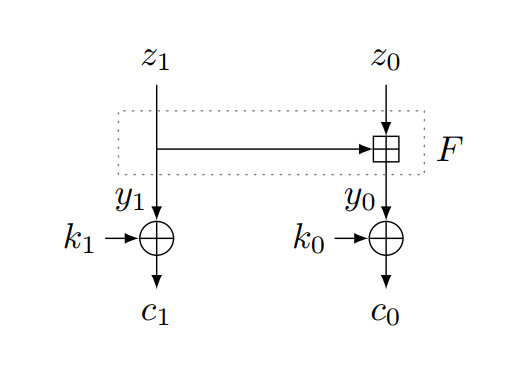 z₁ z₀
F
y₁ y₀
k₁ k₀
c₁ c₀